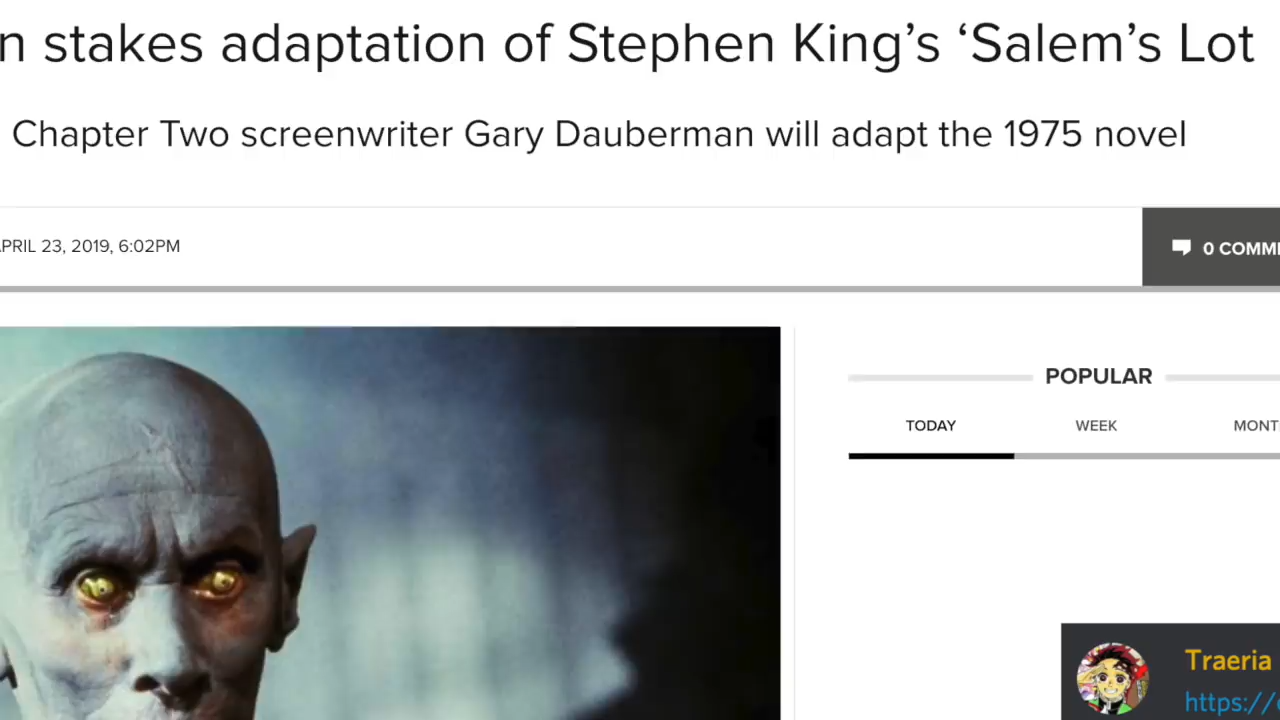 n stakes adaptation of Stephen King’s ‘Salem’s Lot
Chapter Two screenwriter Gary Dauberman will adapt the 1975 novel
PRIL 23, 2019, 6:02PM
0 COMM
POPULAR
TODAY WEEK MONT
Traeria
https://